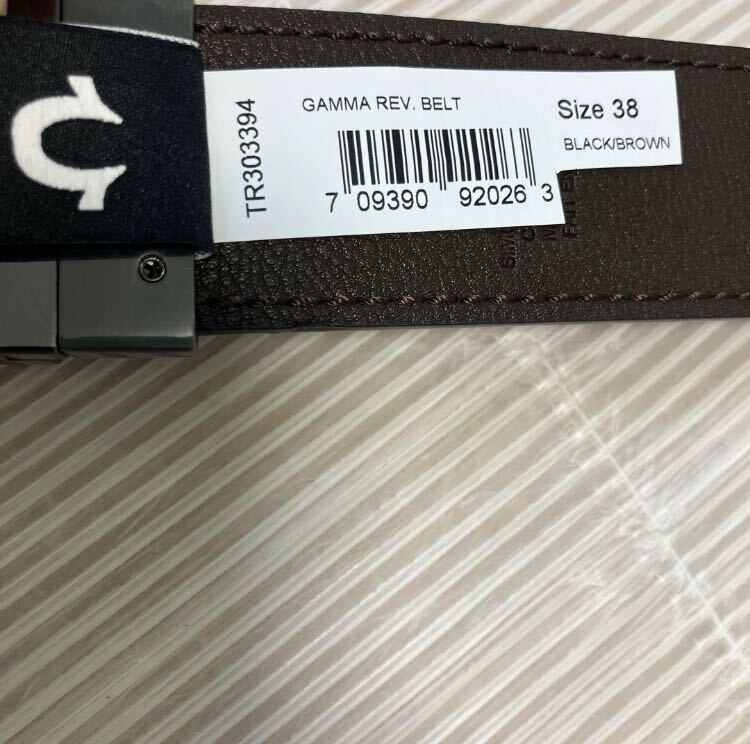 TR303394
GAMMA REV. BELT
7 09390 92026 3
Size 38
BLACK/BROWN